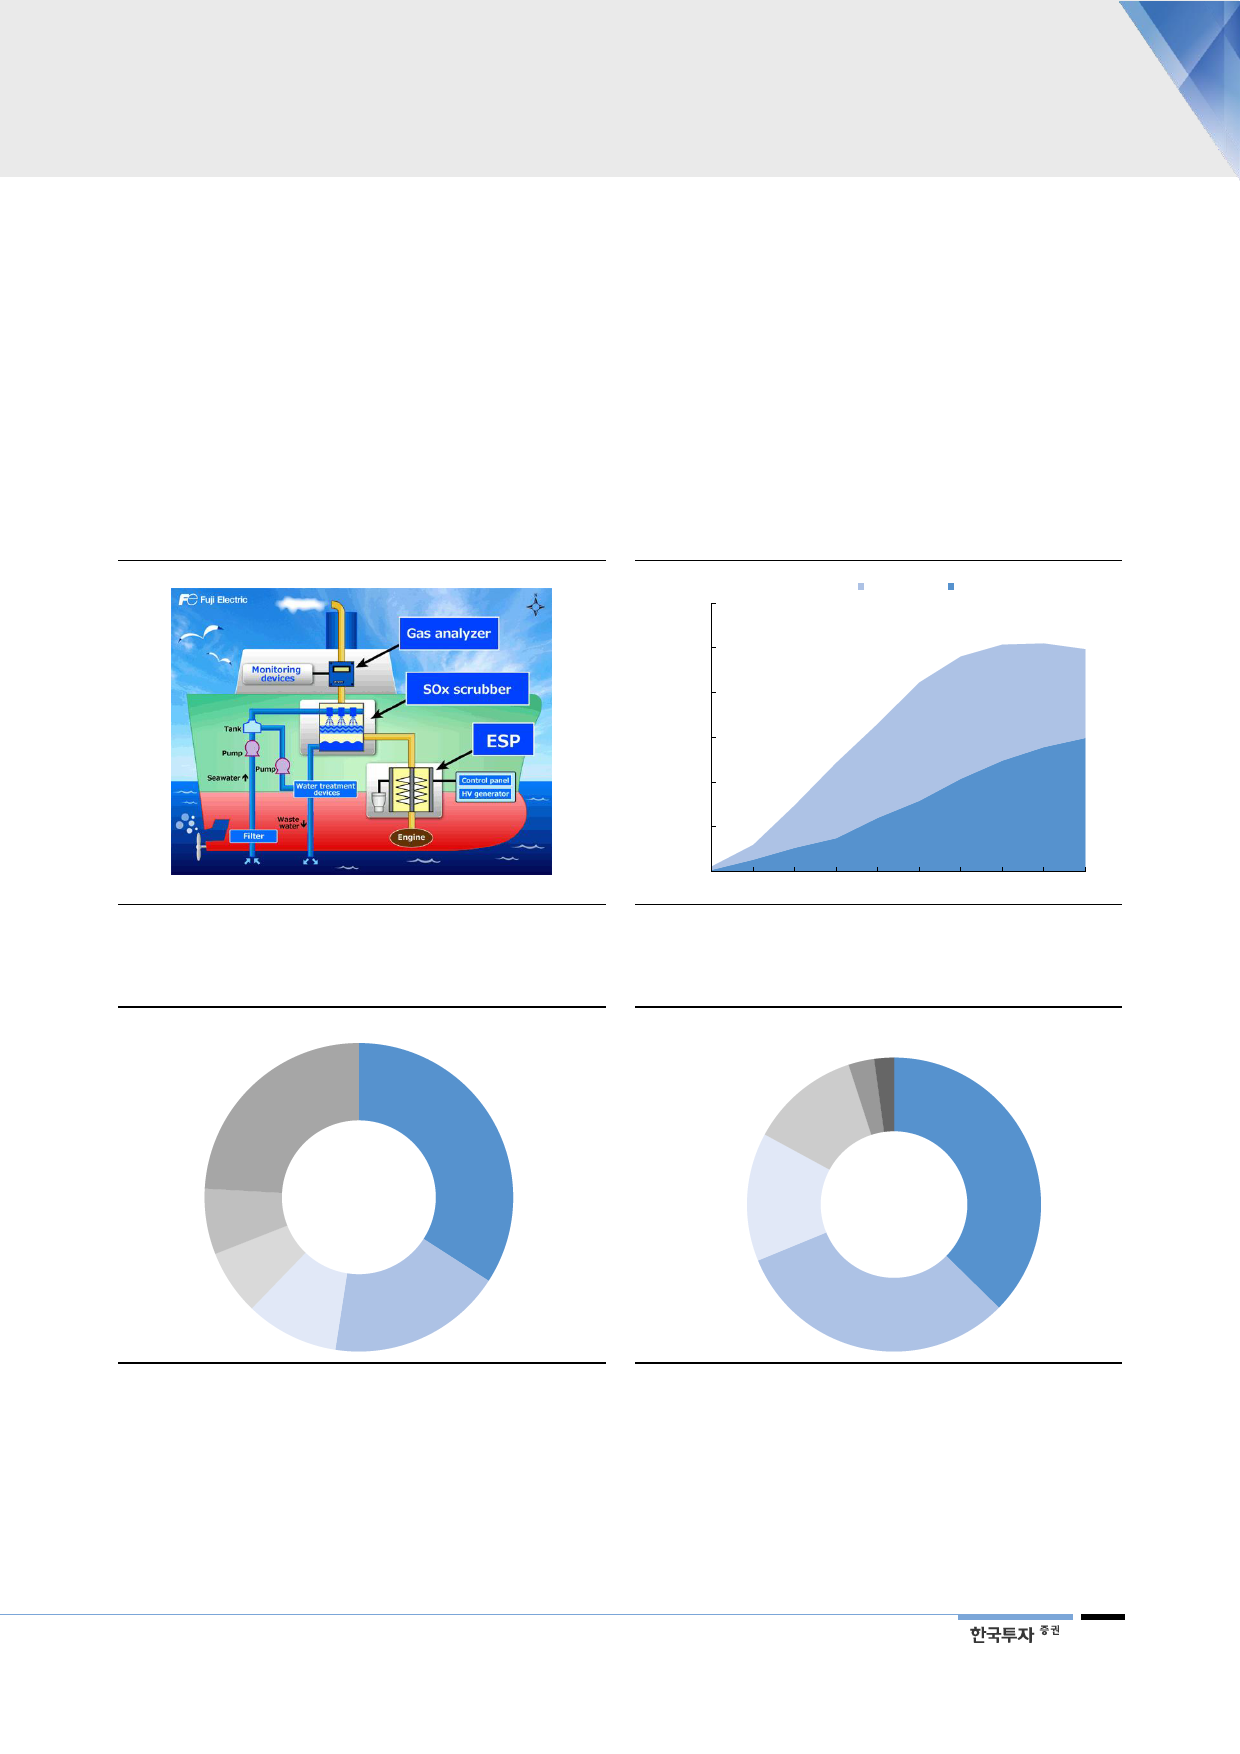 Fuji Electric
N
Gas analyzer
Monitoring
devices
SOx scrubber
Tank
ESP
Pump
Pump
Seawater
Control panel
Water treatment
devices
HV generator
Waste
water
Filter
Engine
한국투자 증권